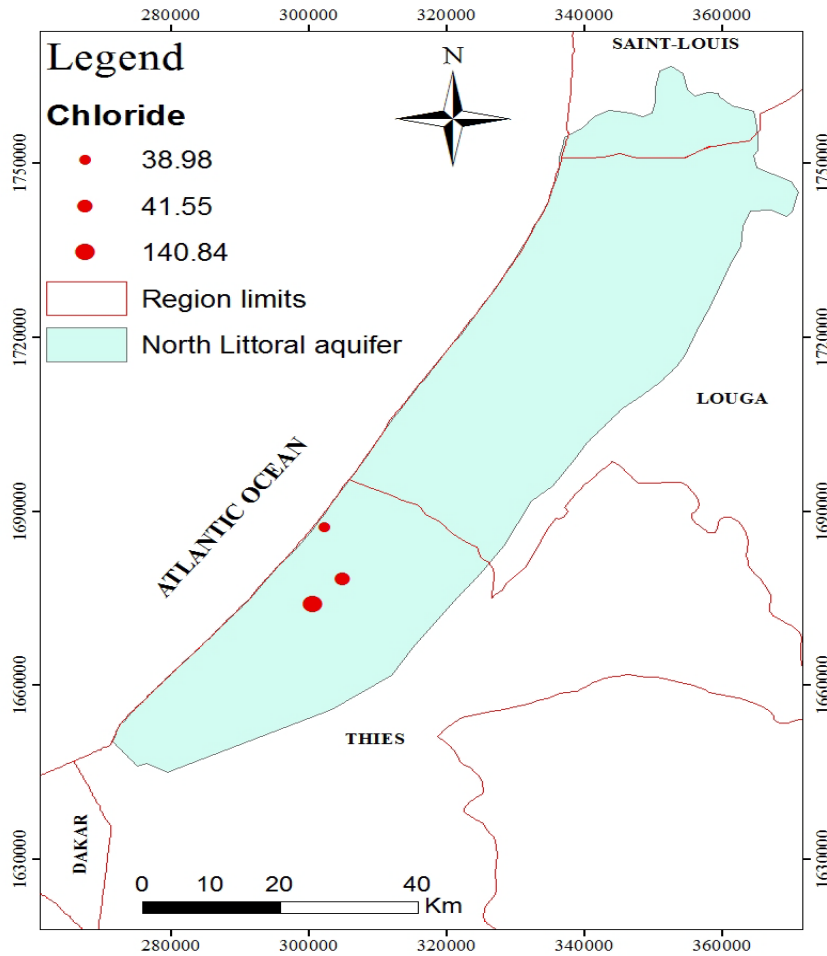 280000 300000 320000 340000 360000
SAINT-LOUIS
Legend
N
Chloride
38.98
41.55
140.84
Region limits
North Littoral aquifer
1750000 1750000
1720000 1720000
LOUGA
ATLANTIC OCEAN
1690000 1690000
1660000 1660000
THIES
DAKAR
1630000 1630000
0 10 20 40
Km
280000 300000 320000 340000 360000